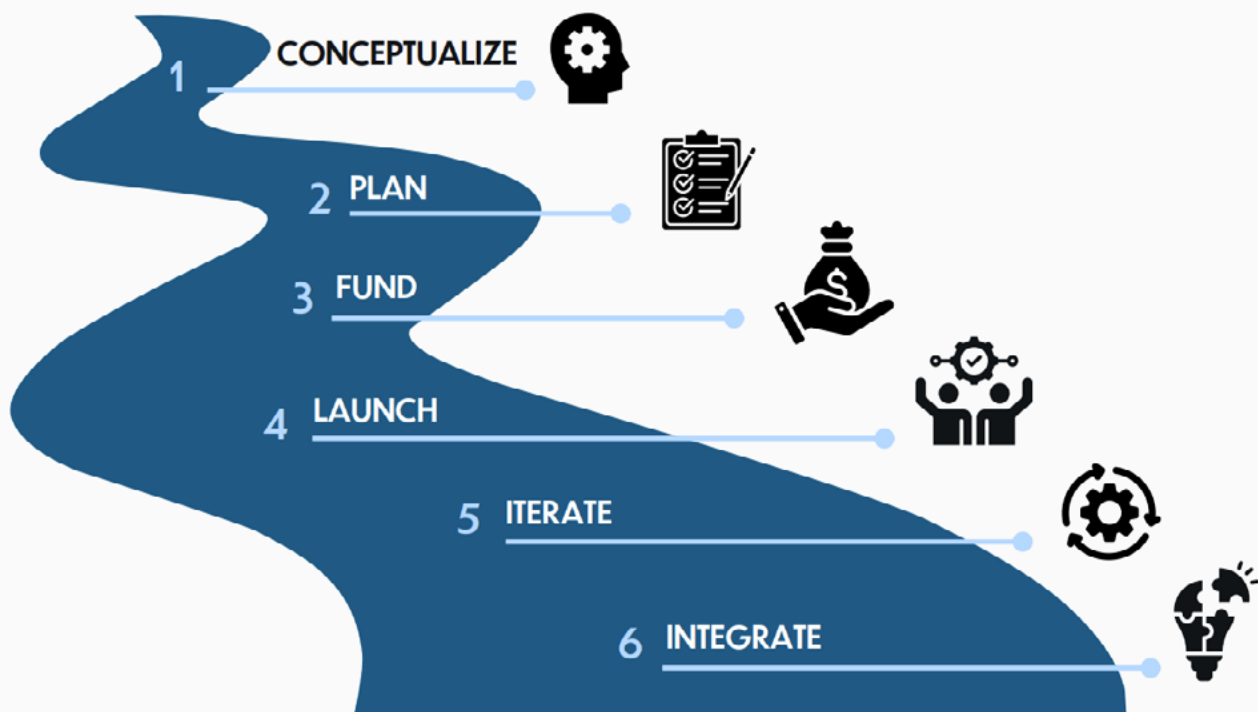 1 CONCEPTUALIZE
2 PLAN
3 FUND
$
4 LAUNCH
5 ITERATE
6 INTEGRATE